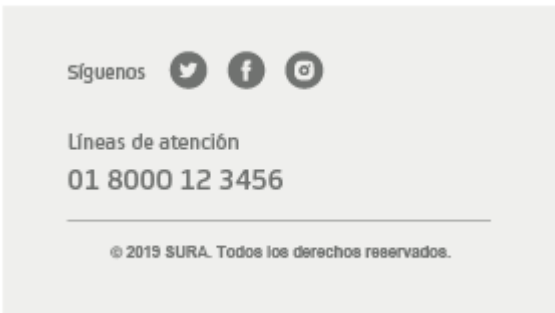 Síguenos
Líneas de atención
01 8000 12 3456
© 2019 SURA. Todos los derechos reservados.